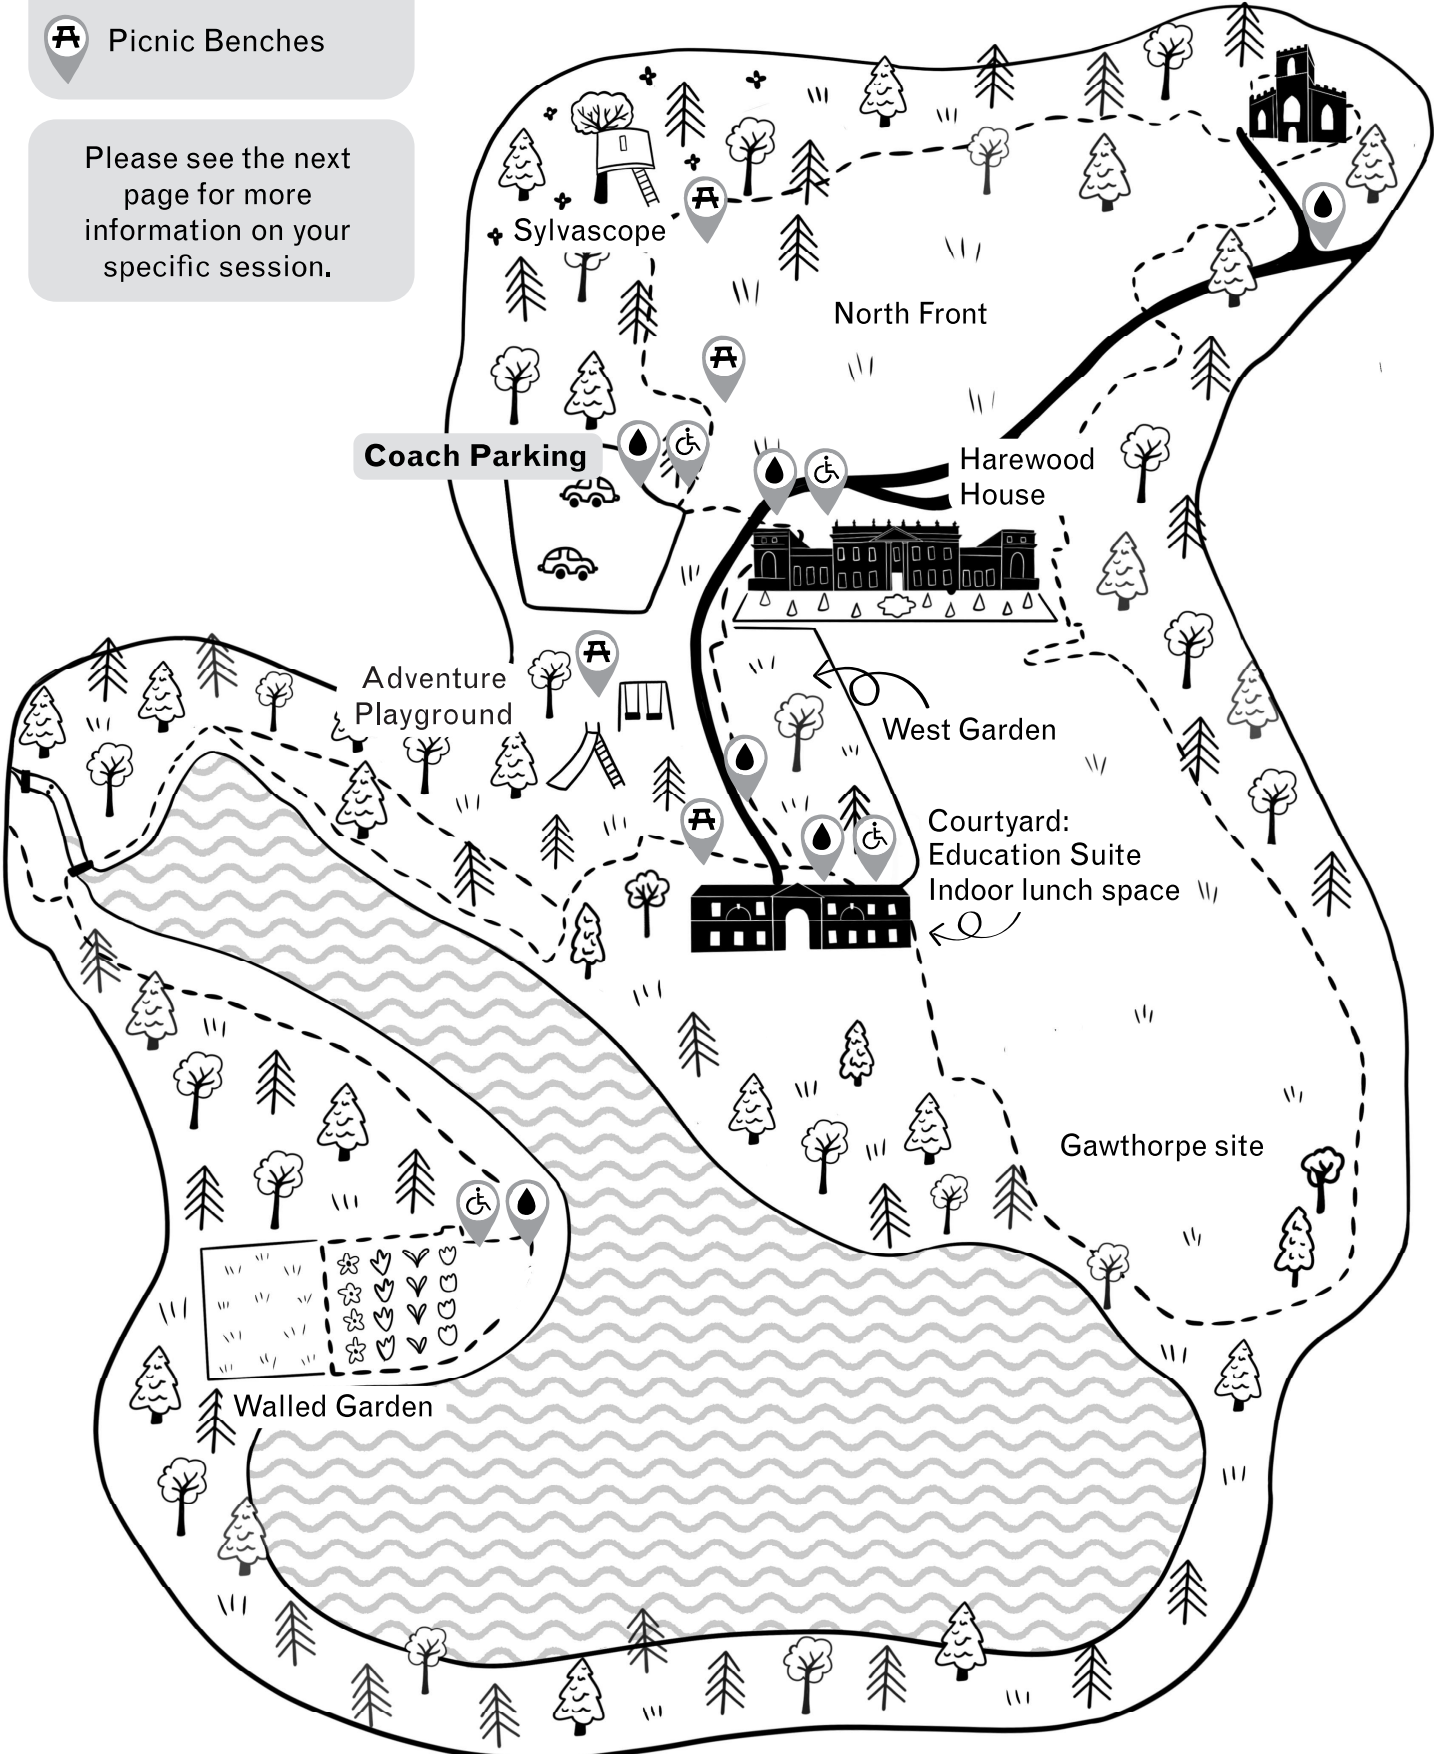 Picnic Benches
Please see the next
page for more
information on your
specific session.
Sylvascope
North Front
Coach Parking
Harewood
House
Adventure
Playground
West Garden
Courtyard:
Education Suite
Indoor lunch space
Gawthorpe site
Walled Garden